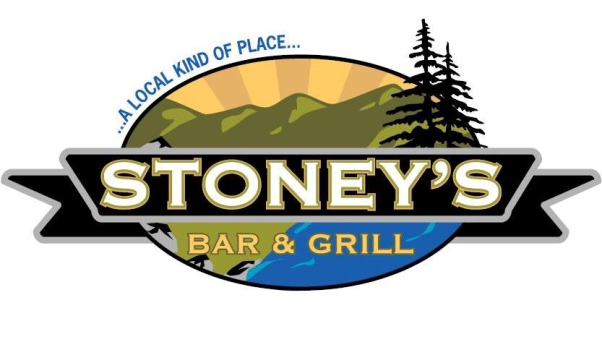 ...A LOCAL KIND OF PLACE...
STONEY'S
BAR & GRILL